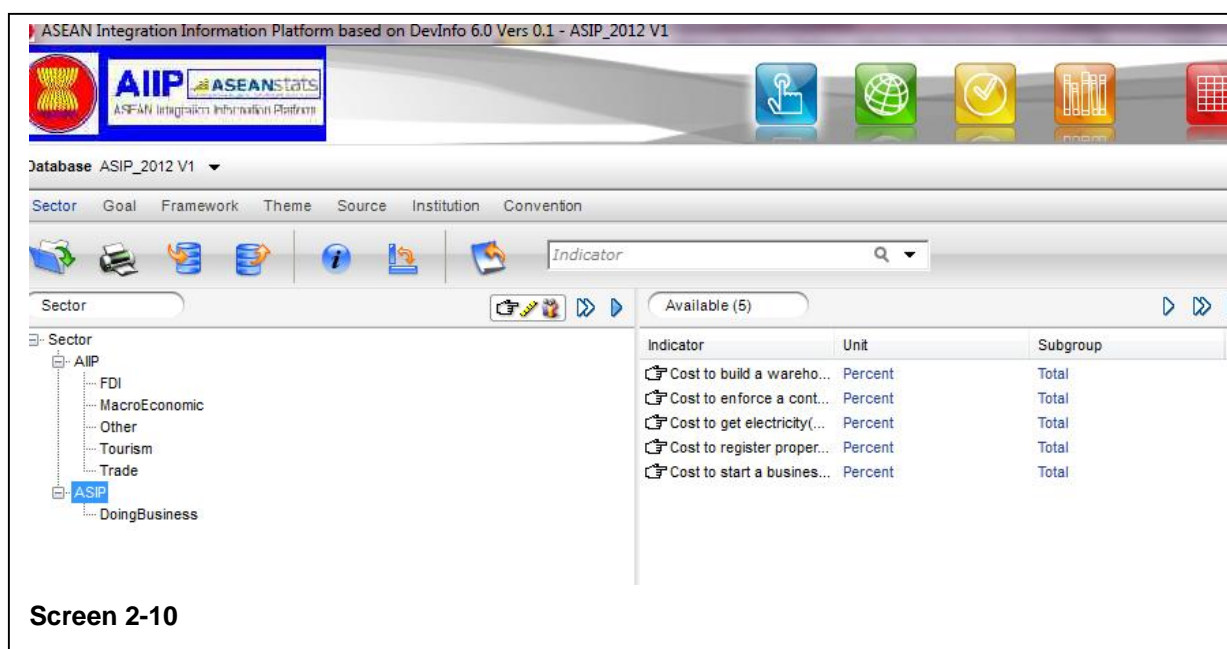 ASEAN Integration Information Platform based on DevInfo 6.0 Vers 0.1 - ASIP_2012 V1
AIIP ASEANstats
ASEAN Integration Information Platform
Database ASIP_2012 V1
Sector Goal Framework Theme Source Institution Convention
Indicator
Sector
Available (5)
Sector
AIIP
FDI
MacroEconomic
Other
Tourism
Trade
ASIP
DoingBusiness
Indicator Unit Subgroup
Cost to build a wareho... Percent Total
Cost to enforce a cont... Percent Total
Cost to get electricity(... Percent Total
Cost to register proper... Percent Total
Cost to start a busines... Percent Total
Screen 2-10